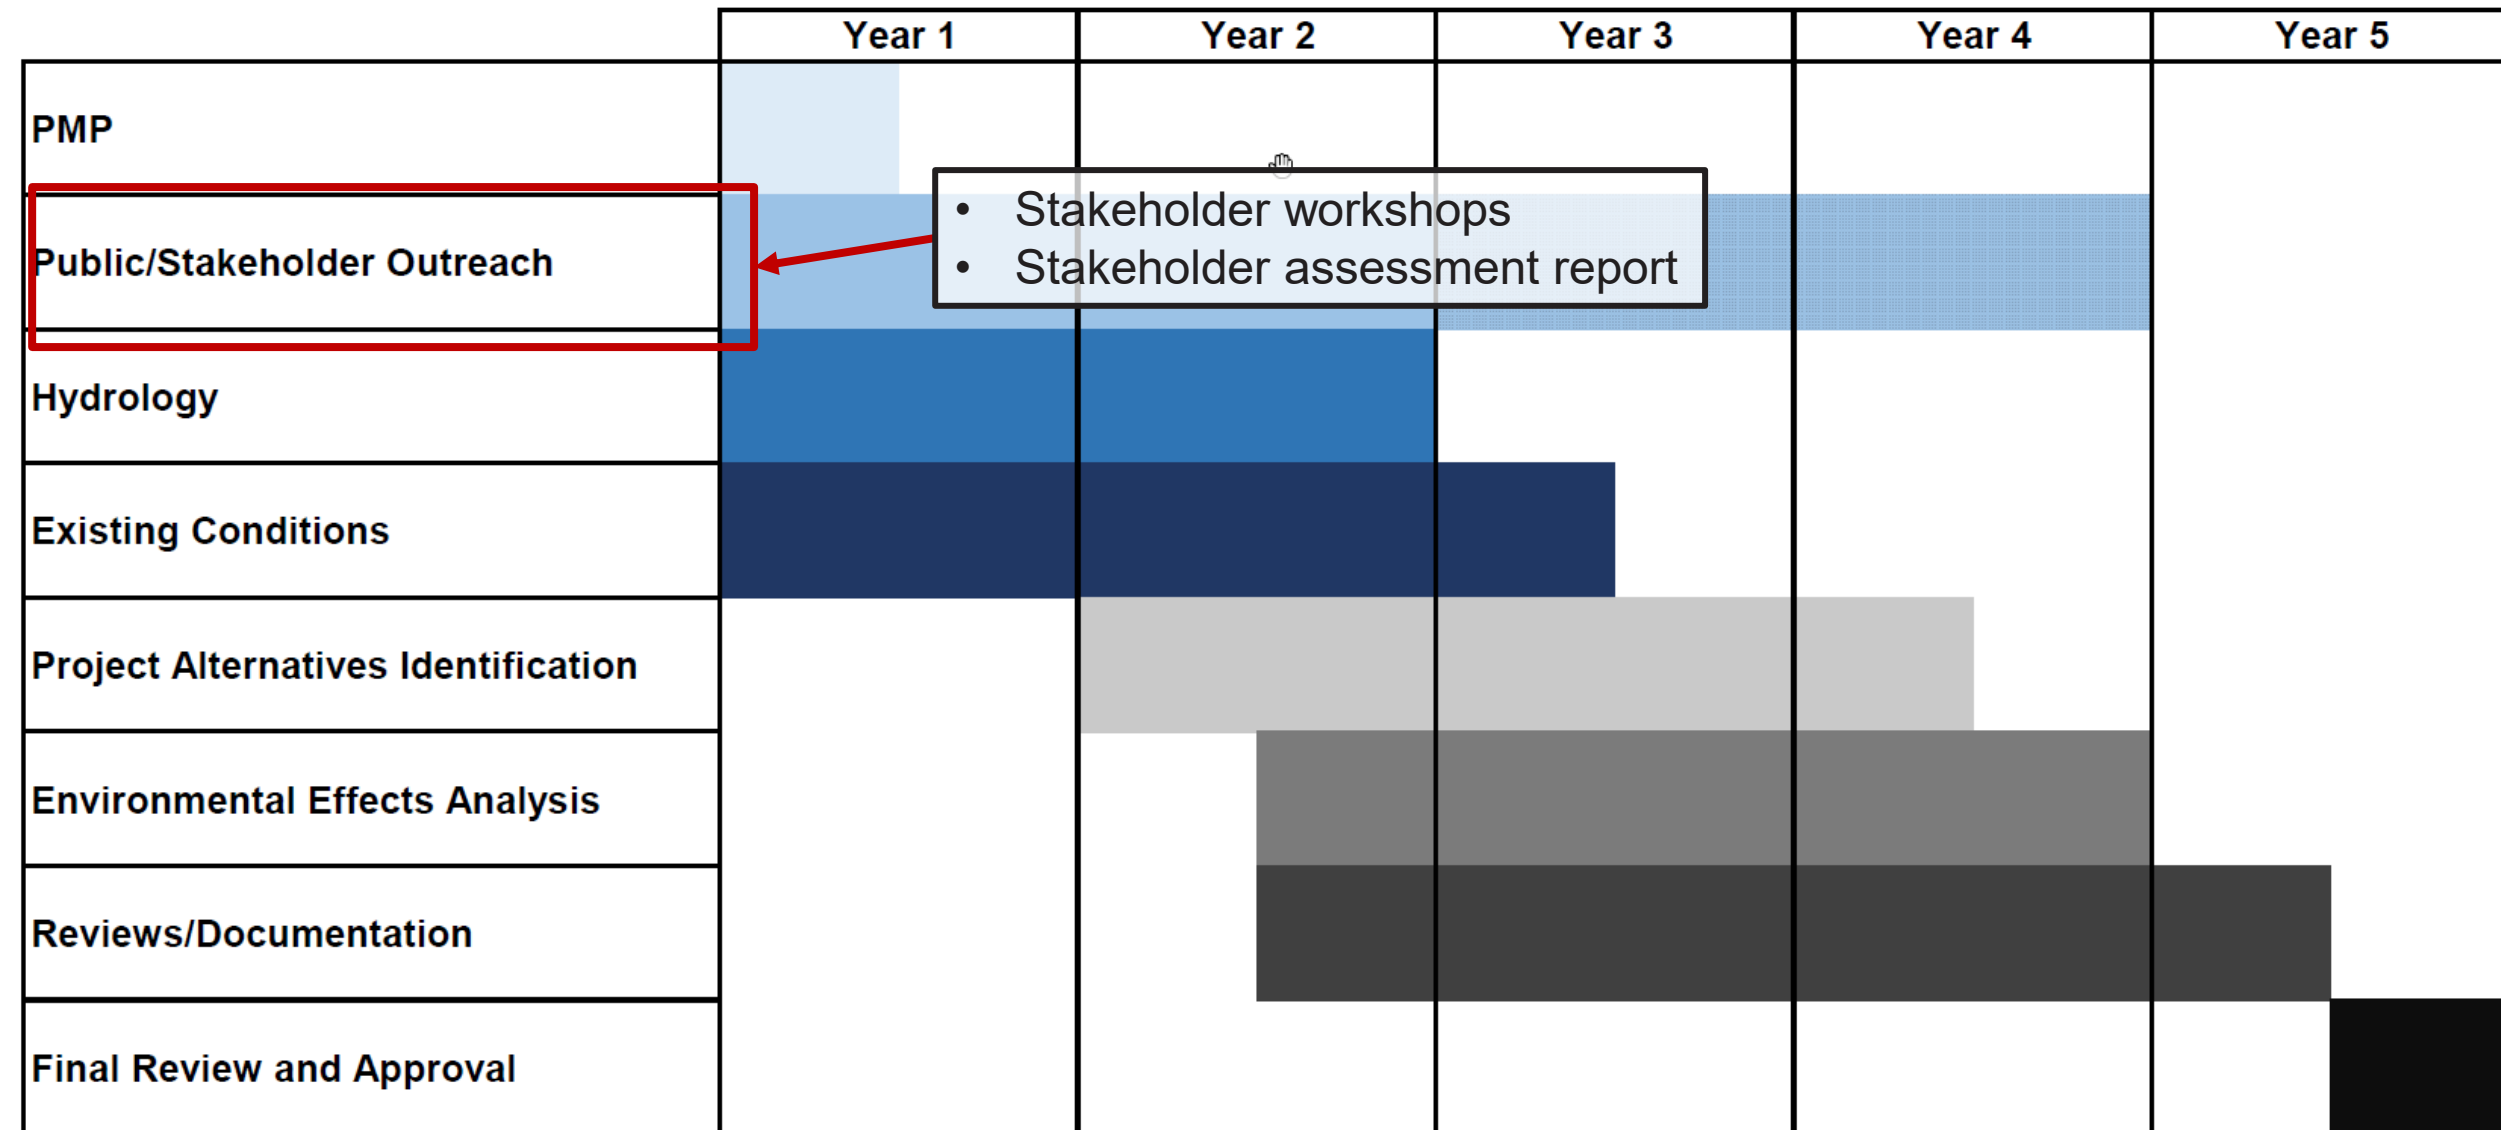 Year 1 Year 2 Year 3 Year 4 Year 5
PMP
Public/Stakeholder Outreach
• Stakeholder workshops
• Stakeholder assessment report
Hydrology
Existing Conditions
Project Alternatives Identification
Environmental Effects Analysis
Reviews/Documentation
Final Review and Approval